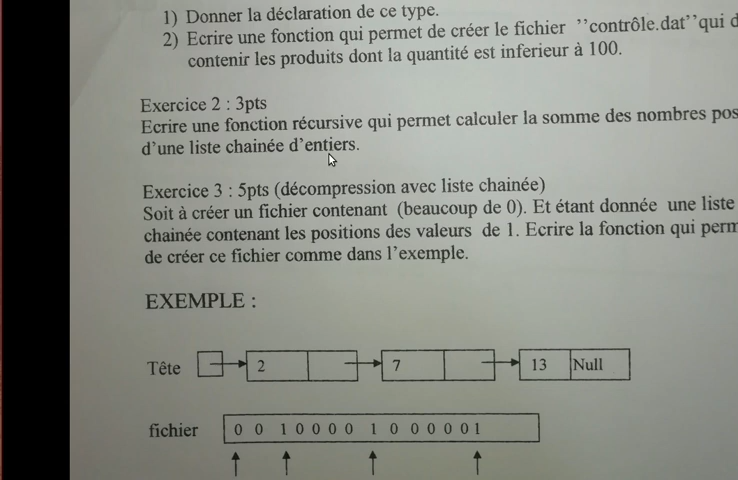 1) Donner la déclaration de ce type.
2) Ecrire une fonction qui permet de créer le fichier ’’contrôle.dat’’qui
contenir les produits dont la quantité est inferieur à 100.
Exercice 2 : 3pts
Ecrire une fonction récursive qui permet calculer la somme des nombres pos
d’une liste chainée d’entiers.
Exercice 3 : 5pts (décompression avec liste chainée)
Soit à créer un fichier contenant (beaucoup de 0). Et étant donnée une liste
chainée contenant les positions des valeurs de 1. Ecrire la fonction qui perm
de créer ce fichier comme dans l’exemple.
EXEMPLE :
Tête 2 7 13 Null
fichier 0 0 1 0 0 0 0 1 0 0 0 0 0 1